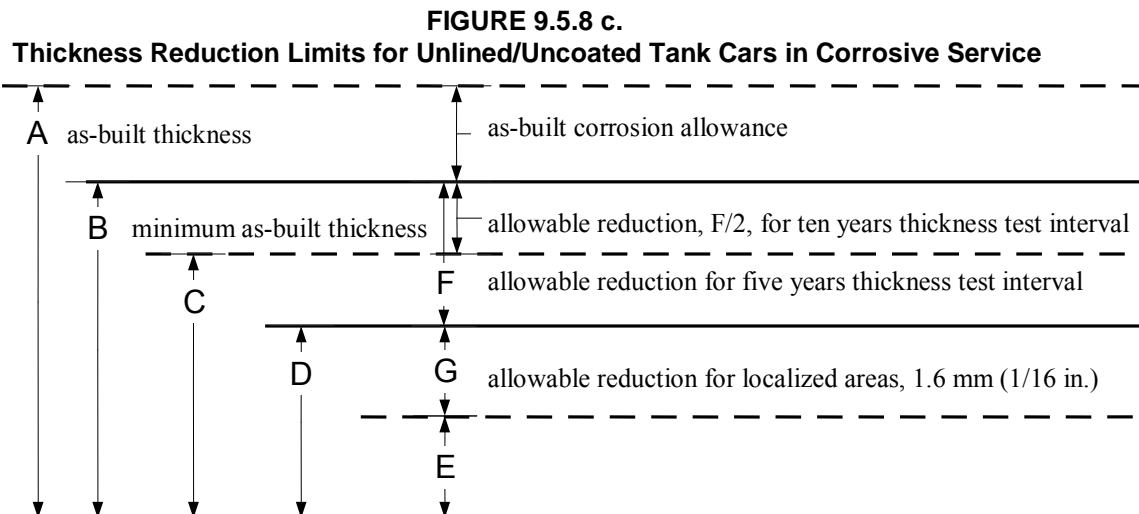 FIGURE 9.5.8 c.
Thickness Reduction Limits for Unlined/Uncoated Tank Cars in Corrosive Service
A as-built thickness
as-built corrosion allowance
B minimum as-built thickness
allowable reduction, F/2, for ten years thickness test interval
C
F allowable reduction for five years thickness test interval
D
G allowable reduction for localized areas, 1.6 mm (1/16 in.)
E